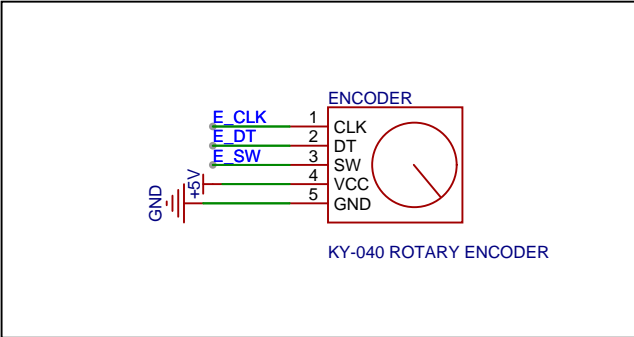 ENCODER
E_CLK 1 CLK
E_DT 2 DT
E_SW 3 SW
+5V 4 VCC
GND 5 GND
KY-040 ROTARY ENCODER